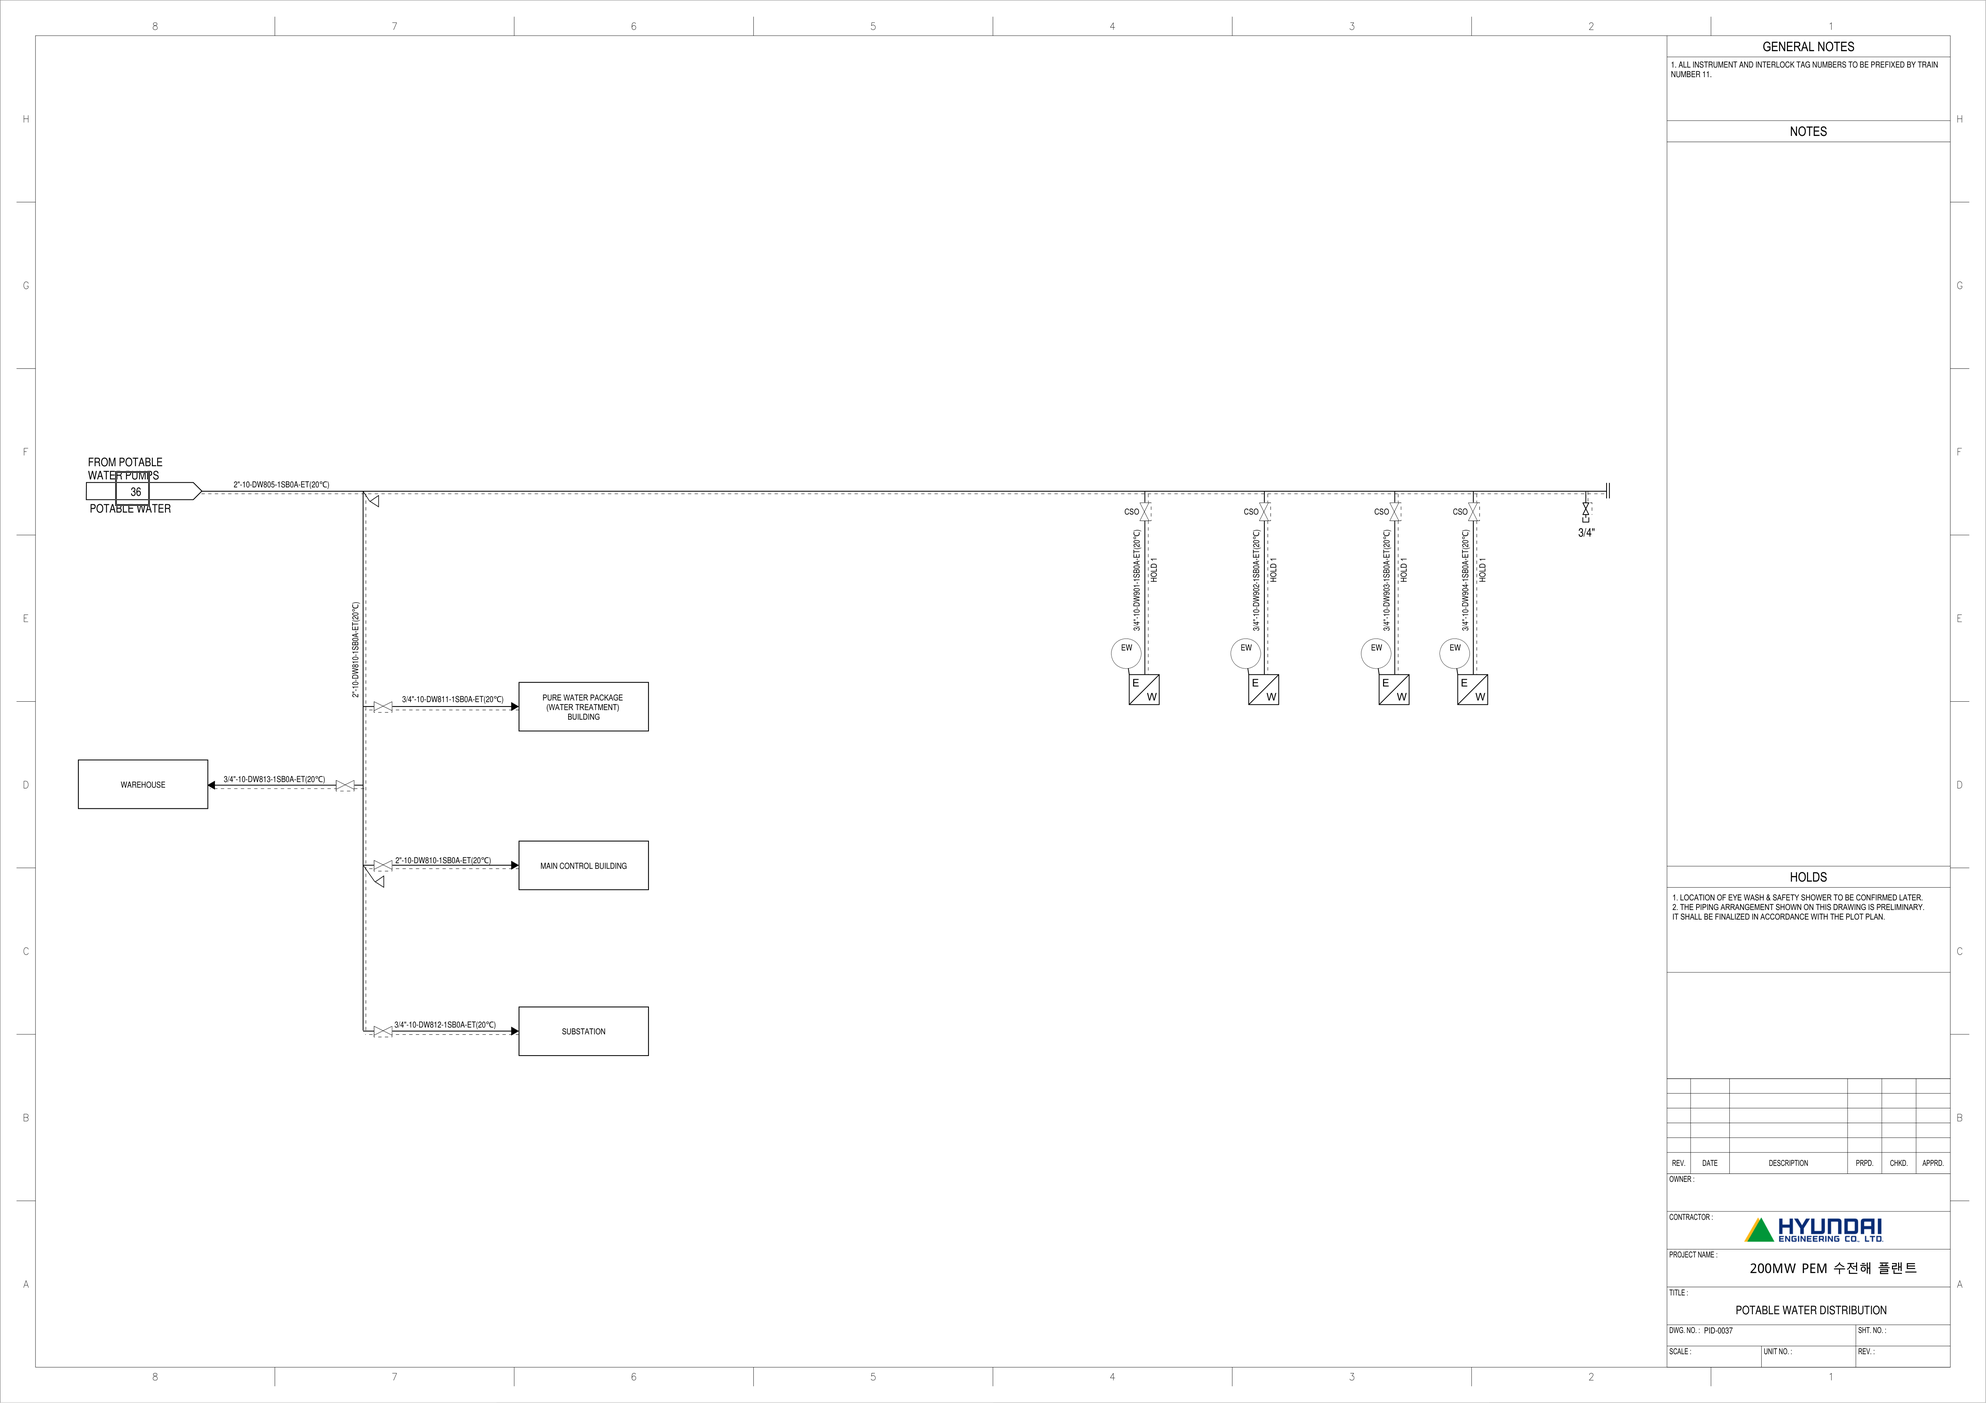 8 7 6 5 4 3 2 1
H
G
F
E
D
C
B
A
H
G
F
E
D
C
B
A
FROM POTABLE
WATER PUMPS
36
POTABLE WATER
2"-10-DW805-1SB0A-ET(20℃)
2"-10-DW810-1SB0A-ET(20℃)
3/4"-10-DW811-1SB0A-ET(20℃)
PURE WATER PACKAGE
(WATER TREATMENT)
BUILDING
3/4"-10-DW813-1SB0A-ET(20℃)
WAREHOUSE
2"-10-DW810-1SB0A-ET(20℃)
MAIN CONTROL BUILDING
3/4"-10-DW812-1SB0A-ET(20℃)
SUBSTATION
CSO
3/4"-10-DW901-1SB0A-ET(20℃)
HOLD 1
EW
E
W
CSO
3/4"-10-DW902-1SB0A-ET(20℃)
HOLD 1
EW
E
W
CSO
3/4"-10-DW903-1SB0A-ET(20℃)
HOLD 1
EW
E
W
CSO
3/4"-10-DW904-1SB0A-ET(20℃)
HOLD 1
EW
E
W
3/4"
GENERAL NOTES
1. ALL INSTRUMENT AND INTERLOCK TAG NUMBERS TO BE PREFIXED BY TRAIN
NUMBER 11.
NOTES
HOLDS
1. LOCATION OF EYE WASH & SAFETY SHOWER TO BE CONFIRMED LATER.
2. THE PIPING ARRANGEMENT SHOWN ON THIS DRAWING IS PRELIMINARY.
IT SHALL BE FINALIZED IN ACCORDANCE WITH THE PLOT PLAN.
REV. DATE DESCRIPTION PRPD. CHKD. APPRD.
OWNER :
CONTRACTOR :
HYUNDAI
ENGINEERING CO., LTD.
PROJECT NAME :
200MW PEM 수전해 플랜트
TITLE :
POTABLE WATER DISTRIBUTION
DWG. NO. : PID-0037 SHT. NO. :
SCALE : UNIT NO. : REV. :
8 7 6 5 4 3 2 1